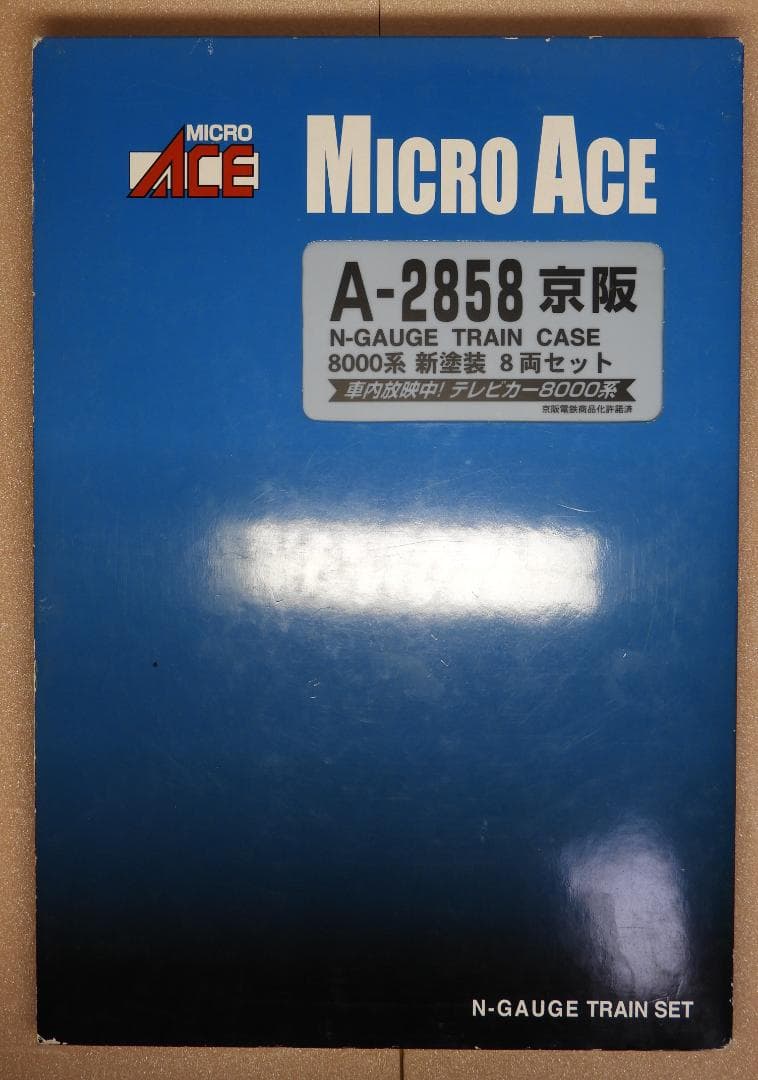 MICRO
ACE
MICRO ACE
A-2858 京阪
N-GAUGE TRAIN CASE
8000系 新塗装 8両セット
車内放映中! テレビカー8000系
京阪電鉄商品化許諾済
N-GAUGE TRAIN SET